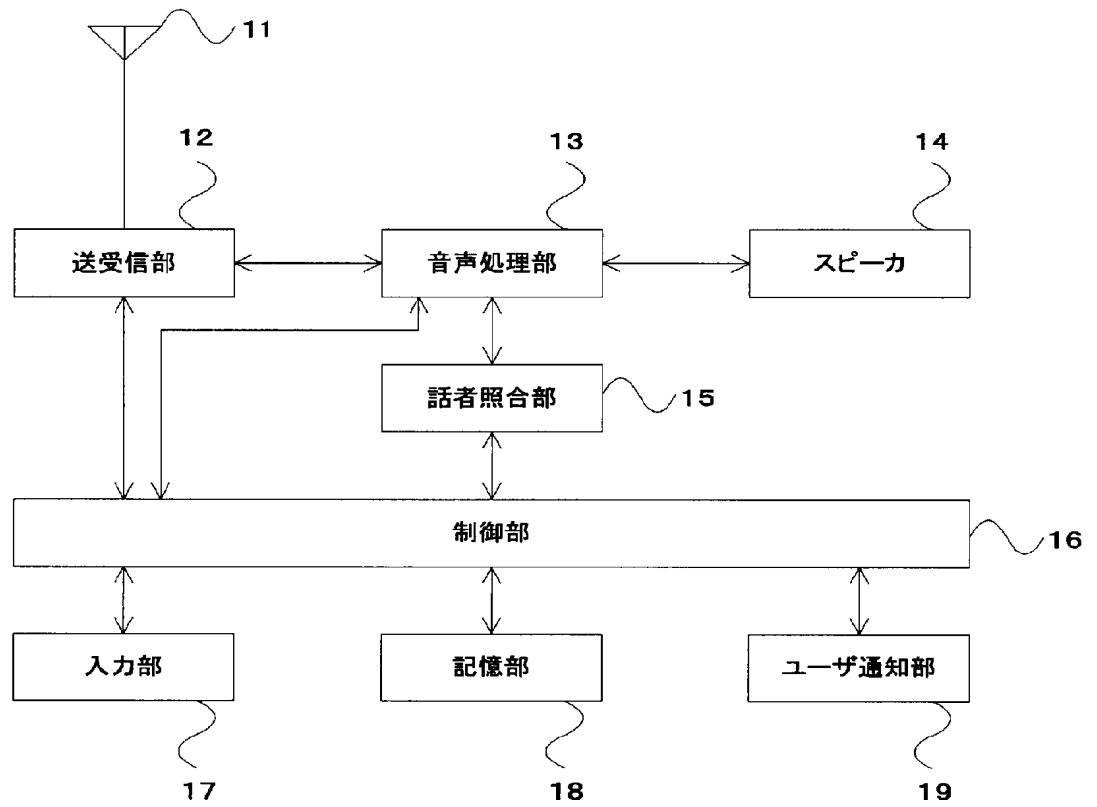 11
12
13
14
送受信部
音声処理部
スピーカ
話者照合部
15
制御部
16
入力部
記憶部
ユーザ通知部
17
18
19